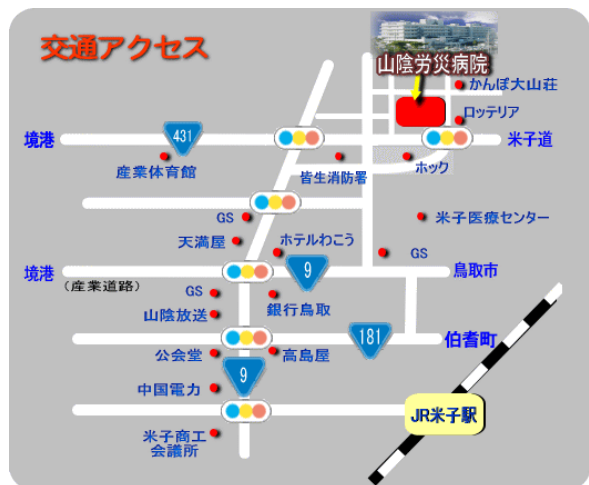 交通アクセス
山陰労災病院
かんぽ大山荘
ロッテリア
境港
431
米子道
産業体育館
皆生消防署
ホック
GS
天満屋
ホテルわこう
米子医療センター
GS
境港
(産業道路)
9
鳥取市
GS
銀行鳥取
山陰放送
181
伯耆町
公会堂
高島屋
9
中国電力
JR米子駅
米子商工
会議所